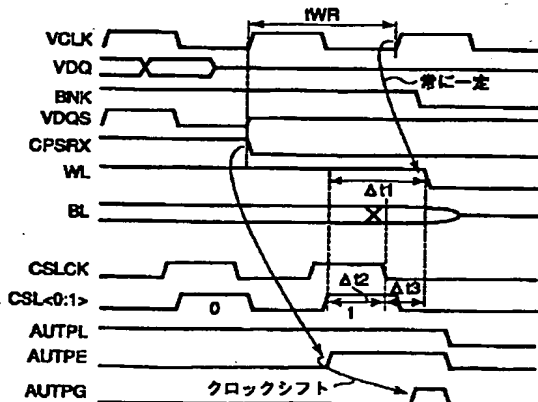 tWR
VCLK
VDQ
常に一定
BNK
VDQS
CPSRX
WL
Δt1
BL
CSLCK
Δt2
Δt3
CSL<0:1>
0
1
AUTPL
AUTPE
クロックシフト
AUTPG